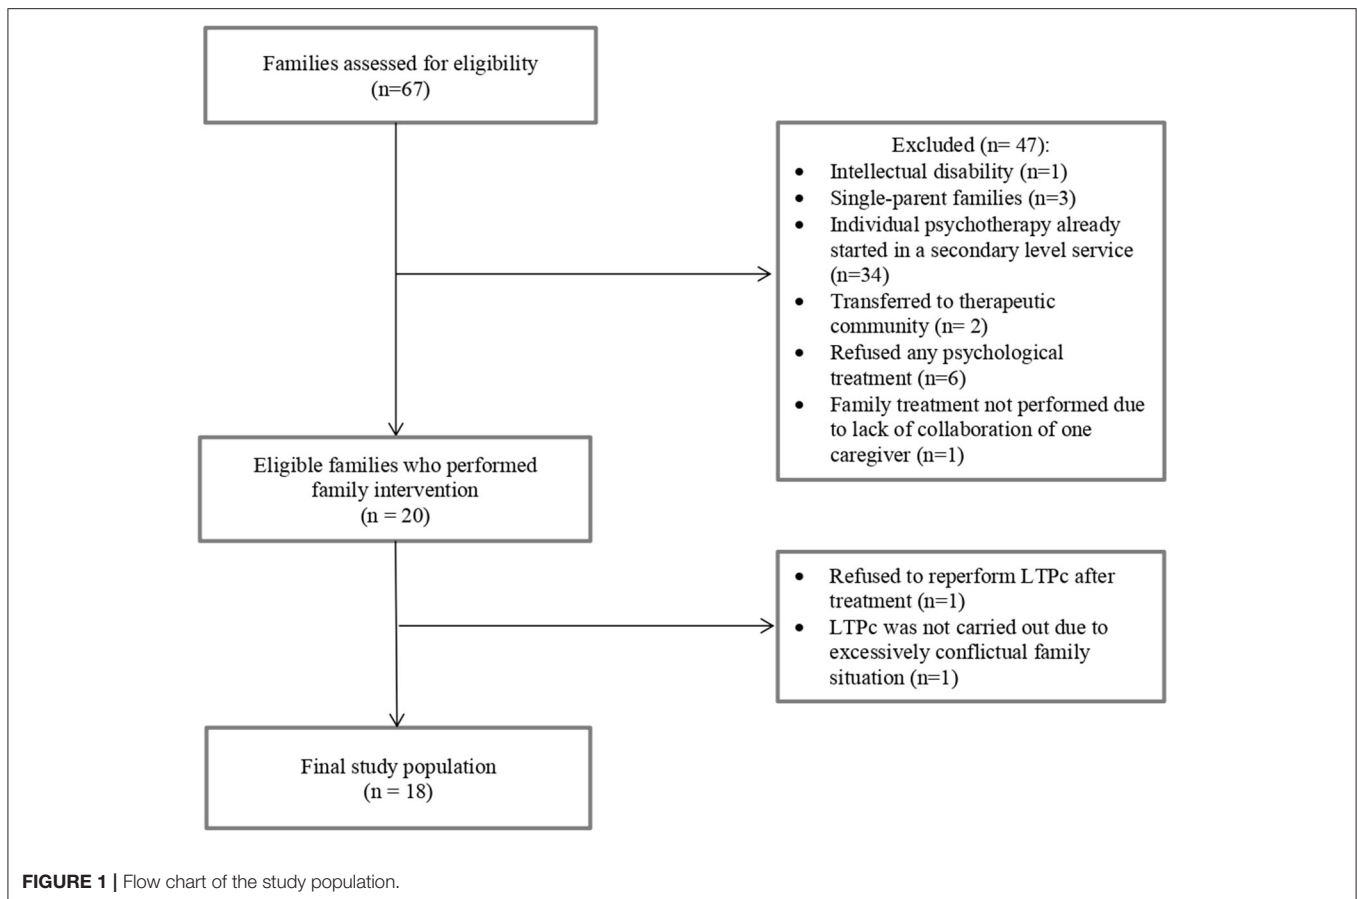 Families assessed for eligibility
(n=67)
Excluded (n= 47):
• Intellectual disability (n=1)
• Single-parent families (n=3)
• Individual psychotherapy already
started in a secondary level service
(n=34)
• Transferred to therapeutic
community (n= 2)
• Refused any psychological
treatment (n=6)
• Family treatment not performed due
to lack of collaboration of one
caregiver (n=1)
Eligible families who performed
family intervention
(n = 20)
• Refused to reperform LTPc after
treatment (n=1)
• LTPc was not carried out due to
excessively conflictual family
situation (n=1)
Final study population
(n = 18)
FIGURE 1 | Flow chart of the study population.